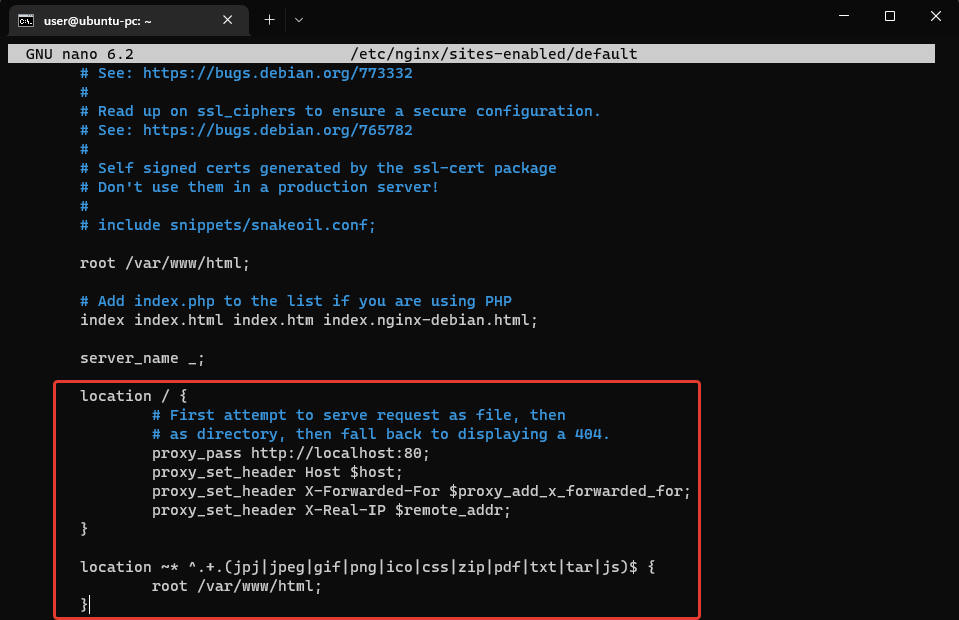 user@ubuntu-pc: ~
GNU nano 6.2 /etc/nginx/sites-enabled/default
# See: https://bugs.debian.org/773332
#
# Read up on ssl_ciphers to ensure a secure configuration.
# See: https://bugs.debian.org/765782
#
# Self signed certs generated by the ssl-cert package
# Don't use them in a production server!
#
# include snippets/snakeoil.conf;
root /var/www/html;
# Add index.php to the list if you are using PHP
index index.html index.htm index.nginx-debian.html;
server_name _;
location / {
# First attempt to serve request as file, then
# as directory, then fall back to displaying a 404.
proxy_pass http://localhost:80;
proxy_set_header Host $host;
proxy_set_header X-Forwarded-For $proxy_add_x_forwarded_for;
proxy_set_header X-Real-IP $remote_addr;
}
location ~* ^.+.(jpj|jpeg|gif|png|ico|css|zip|pdf|txt|tar|js)$ {
root /var/www/html;
}